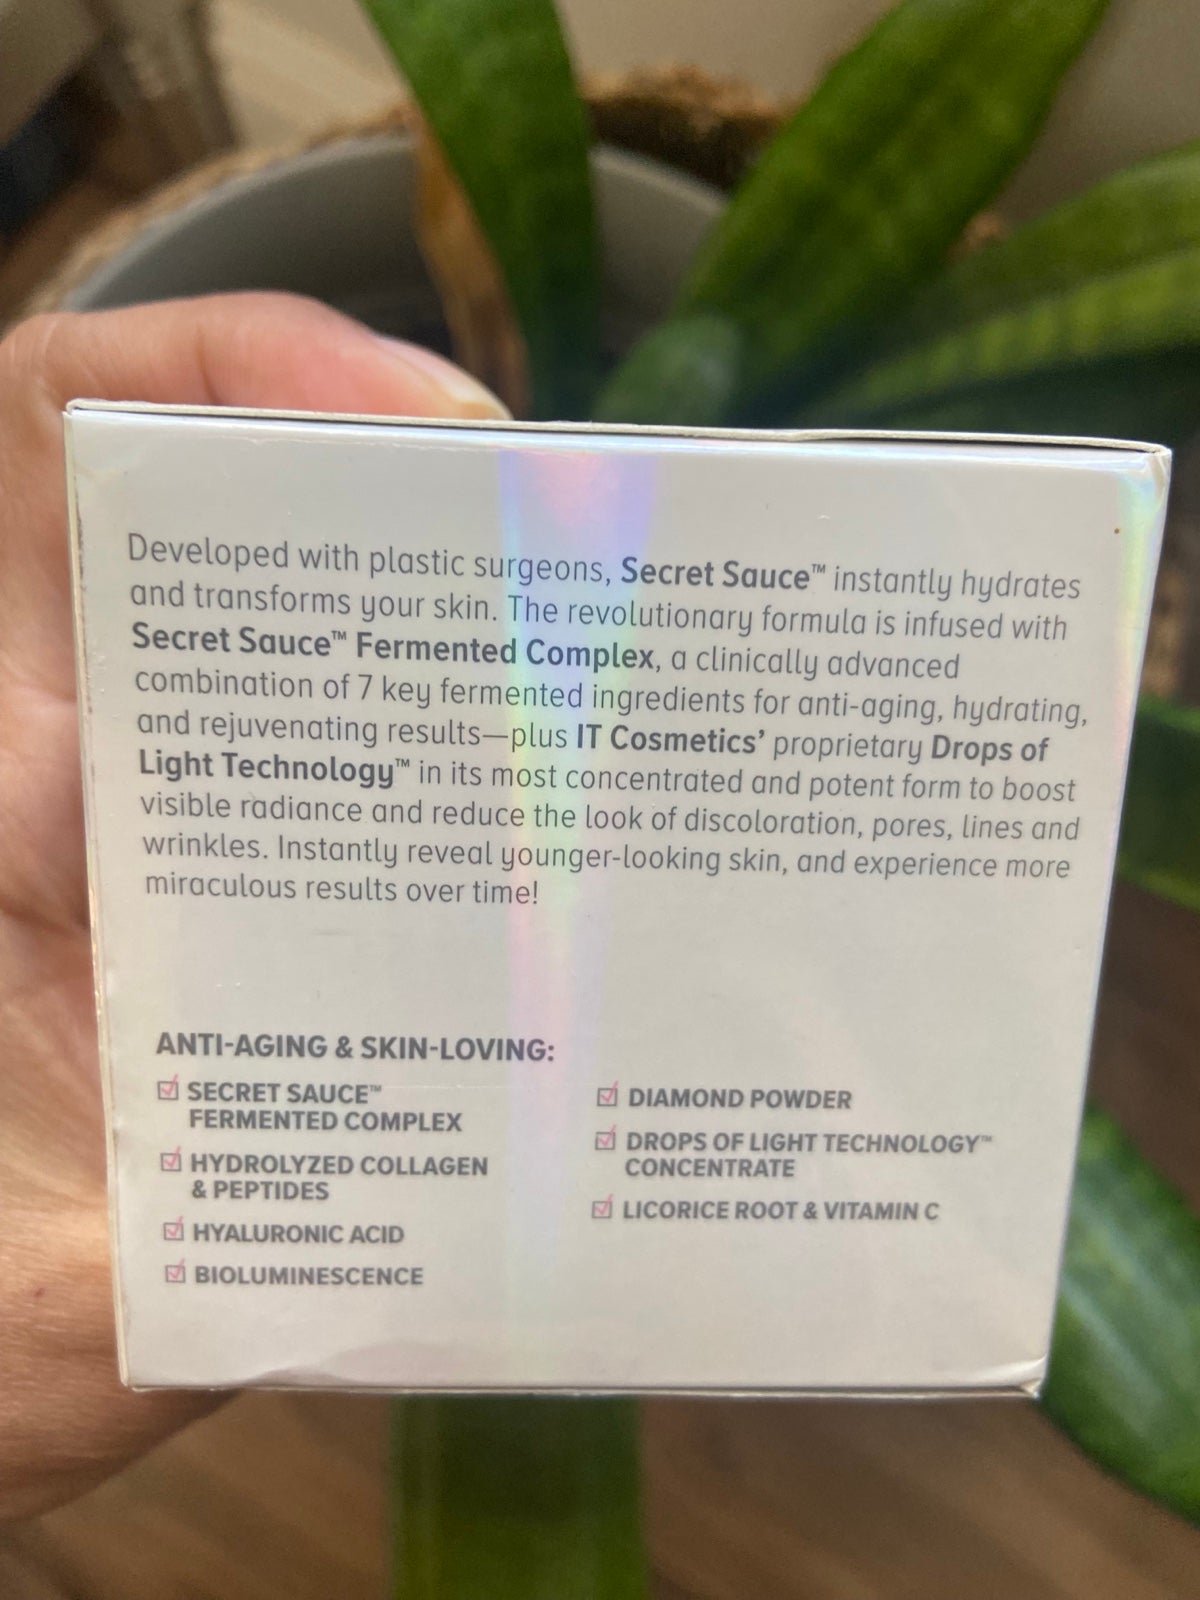 Developed with plastic surgeons, Secret Sauce™ instantly hydrates
and transforms your skin. The revolutionary formula is infused with
Secret Sauce™ Fermented Complex, a clinically advanced
combination of 7 key fermented ingredients for anti-aging, hydrating,
and rejuvenating results—plus IT Cosmetics’ proprietary Drops of
Light Technology™ in its most concentrated and potent form to boost
visible radiance and reduce the look of discoloration, pores, lines and
wrinkles. Instantly reveal younger-looking skin, and experience more
miraculous results over time!
ANTI-AGING & SKIN-LOVING:
SECRET SAUCE™
FERMENTED COMPLEX
HYDROLYZED COLLAGEN
& PEPTIDES
HYALURONIC ACID
BIOLUMINESCENCE
DIAMOND POWDER
DROPS OF LIGHT TECHNOLOGY™
CONCENTRATE
LICORICE ROOT & VITAMIN C